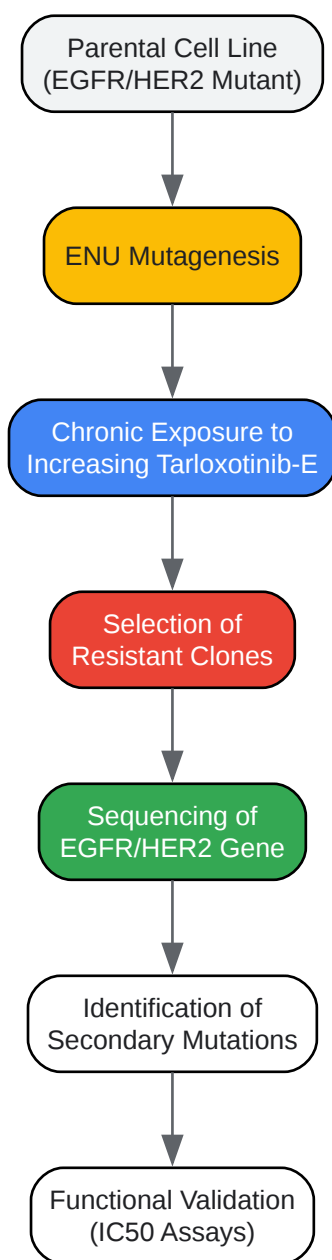 Parental Cell Line
(EGFR/HER2 Mutant)
ENU Mutagenesis
Chronic Exposure to
Increasing Tarloxotinib-E
Selection of
Resistant Clones
Sequencing of
EGFR/HER2 Gene
Identification of
Secondary Mutations
Functional Validation
(IC50 Assays)